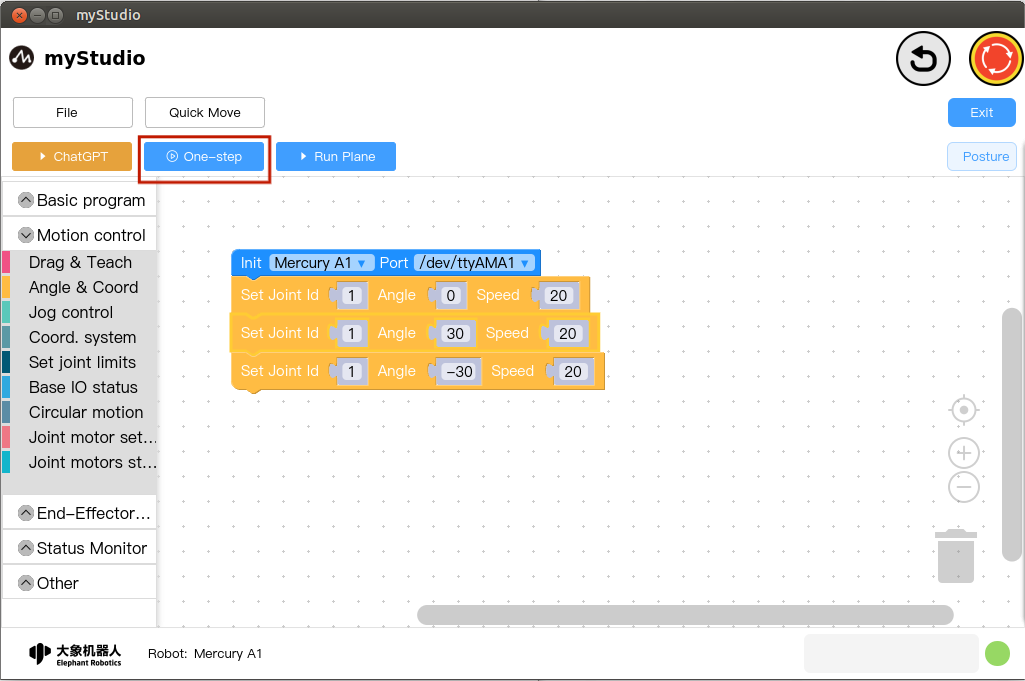 myStudio
myStudio
File
Quick Move
Exit
ChatGPT
One-step
Run Plane
Posture
Basic program
Motion control
Drag & Teach
Angle & Coord
Jog control
Coord. system
Set joint limits
Base IO status
Circular motion
Joint motor set...
Joint motors st...
End-Effector...
Status Monitor
Other
Init Mercury A1 Port /dev/ttyAMA1
Set Joint Id 1 Angle 0 Speed 20
Set Joint Id 1 Angle 30 Speed 20
Set Joint Id 1 Angle -30 Speed 20
大象机器人
Elephant Robotics
Robot: Mercury A1